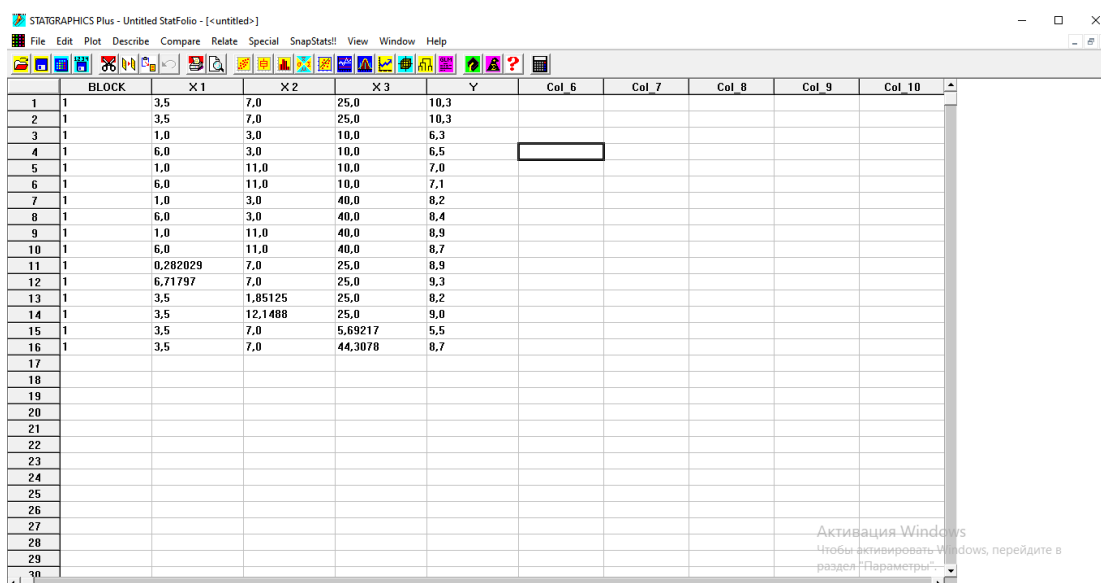 STATGRAPHICS Plus - Untitled StatFolio - [<untitled>]
File Edit Plot Describe Compare Relate Special SnapStats!! View Window Help
BLOCK X1 X2 X3 Y Col_6 Col_7 Col_8 Col_9 Col_10
1 1 3,5 7,0 25,0 10,3
2 1 3,5 7,0 25,0 10,3
3 1 1,0 3,0 10,0 6,3
4 1 6,0 3,0 10,0 6,5
5 1 1,0 11,0 10,0 7,0
6 1 6,0 11,0 10,0 7,1
7 1 1,0 3,0 40,0 8,2
8 1 6,0 3,0 40,0 8,4
9 1 1,0 11,0 40,0 8,9
10 1 6,0 11,0 40,0 8,7
11 1 0,282029 7,0 25,0 8,9
12 1 6,71797 7,0 25,0 9,3
13 1 3,5 1,85125 25,0 8,2
14 1 3,5 12,1488 25,0 9,0
15 1 3,5 7,0 5,69217 5,5
16 1 3,5 7,0 44,3078 8,7
17
18
19
20
21
22
23
24
25
26
27
28
29
30
Активация Windows
Чтобы активировать Windows, перейдите в
раздел "Параметры".